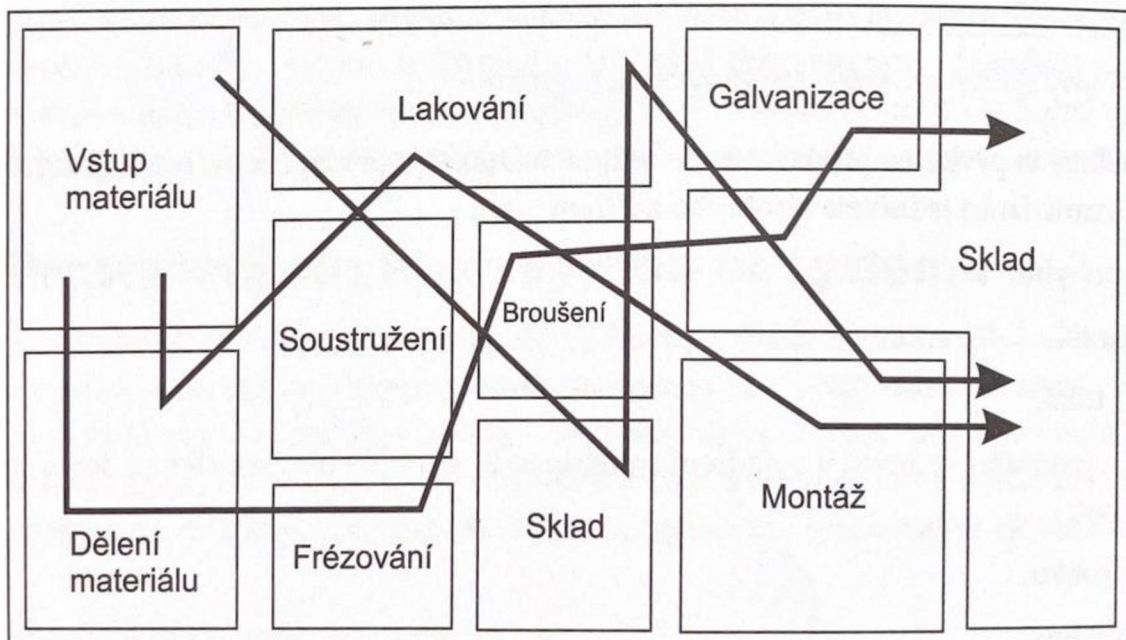 Vstup
materiálu
Lakování
Galvanizace
Soustružení
Broušení
Sklad
Dělení
materiálu
Frézování
Sklad
Montáž